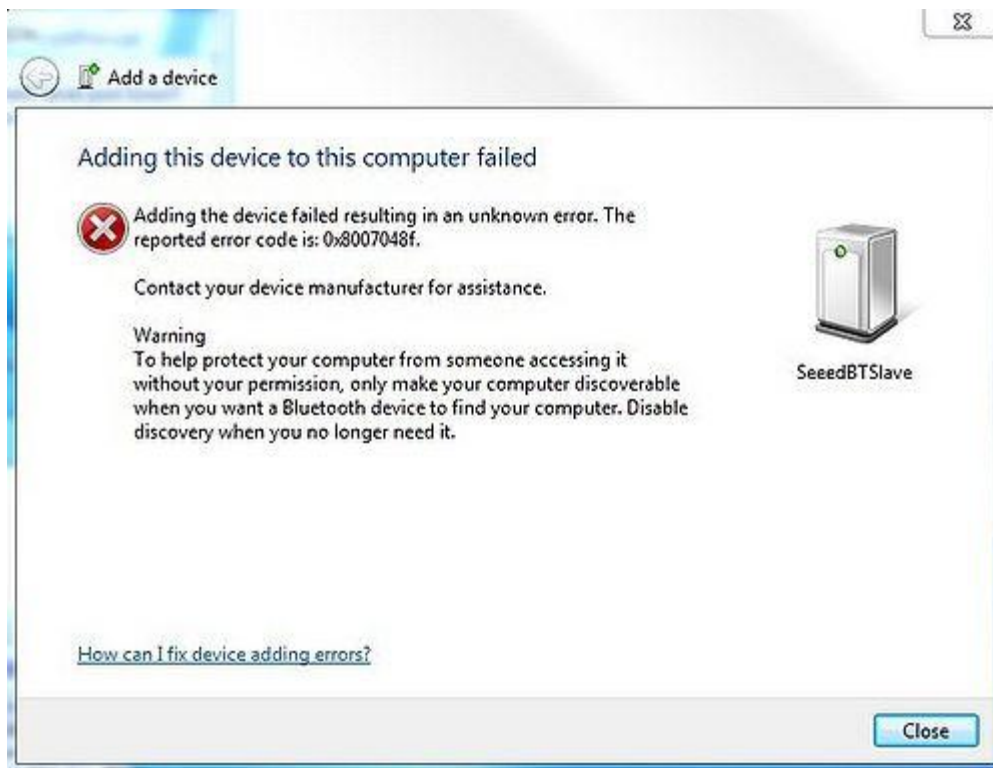 Add a device
Adding this device to this computer failed
Adding the device failed resulting in an unknown error. The
reported error code is: 0x8007048f.
Contact your device manufacturer for assistance.
Warning
To help protect your computer from someone accessing it
without your permission, only make your computer discoverable
when you want a Bluetooth device to find your computer. Disable
discovery when you no longer need it.
SeeedBTSlave
How can I fix device adding errors?
Close